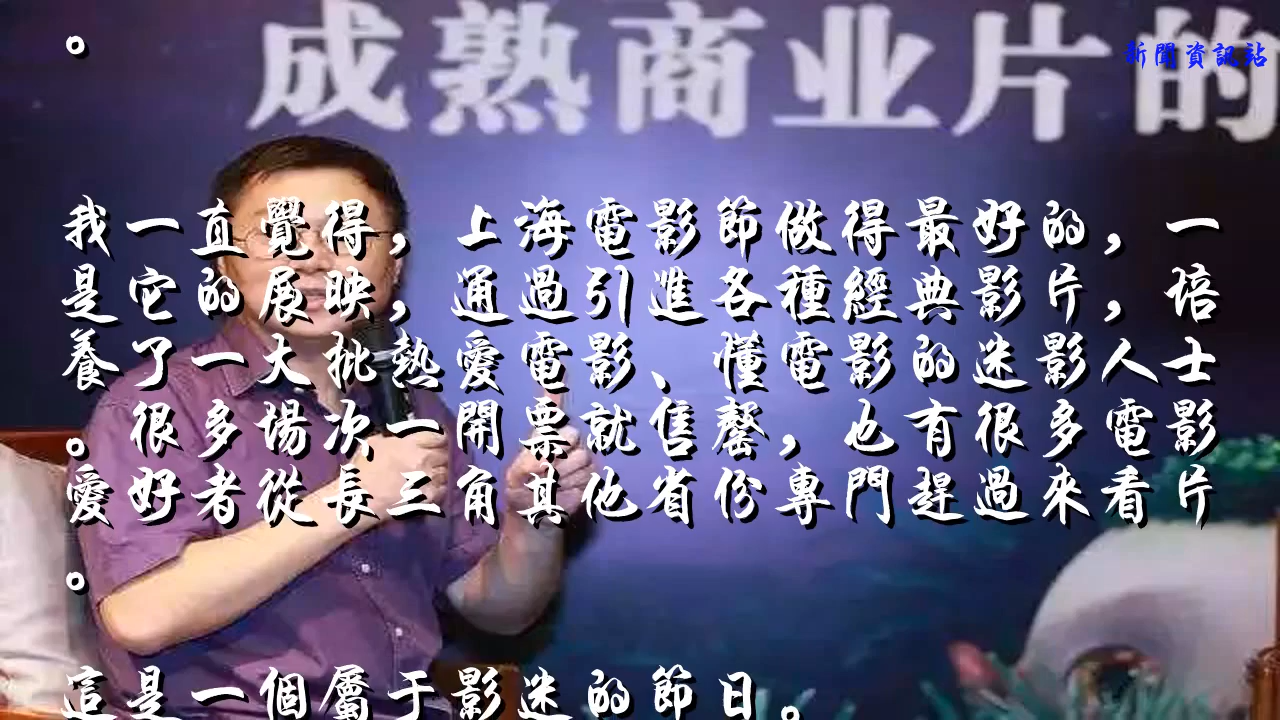 。
成熟商业片的
新聞資訊站
我一直覺得，上海電影節做得最好的，一
是它的展映，通過引進各種經典影片，培
養了一大批熱愛電影、懂電影的迷影人士
。很多場次一開票就售罄，也有很多電影
愛好者從長三角其他省份專門趕過來看片
。
這是一個屬于影迷的節日。